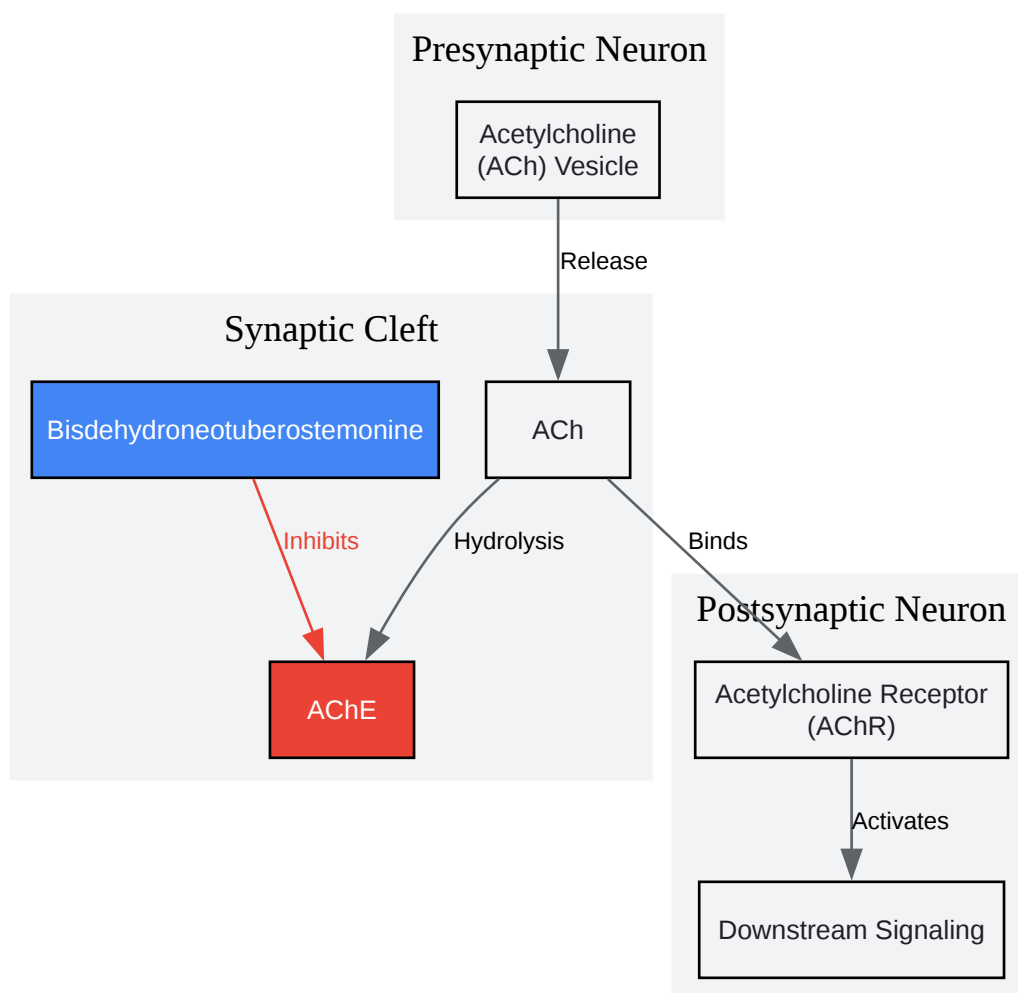 Presynaptic Neuron
Acetylcholine
(ACh) Vesicle
Release
Synaptic Cleft
Bisdehydroneotuberostemonine
ACh
Inhibits
Hydrolysis
Binds
Postsynaptic Neuron
AChE
Acetylcholine Receptor
(AChR)
Activates
Downstream Signaling